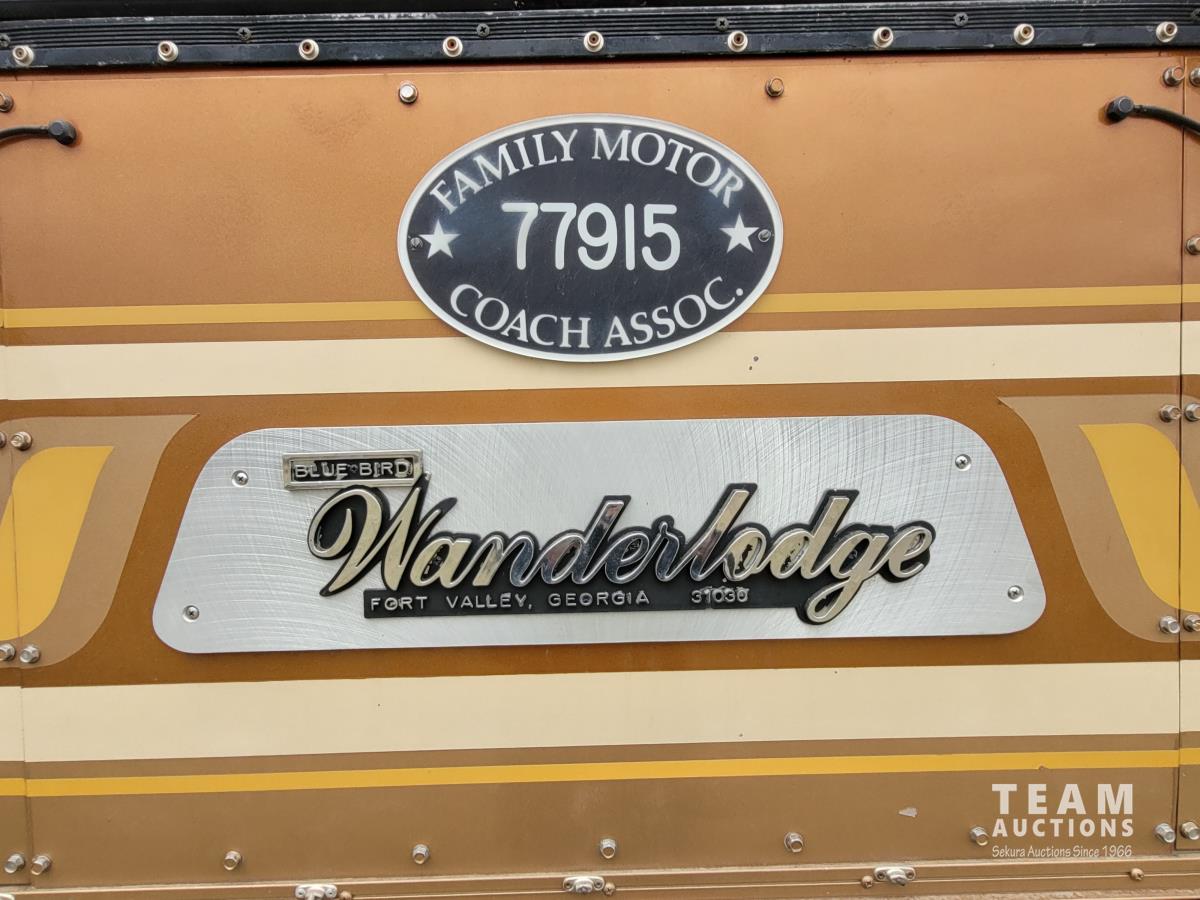 FAMILY MOTOR
77915
COACH ASSOC.
BLUE BIRD
Wanderlodge
FORT VALLEY, GEORGIA 31030
TEAM
AUCTIONS
Sekura Auctions Since 1966